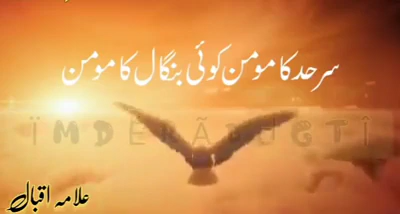 سرحد کا مومن کوئی بنگال کا مومن
علامہ اقبال